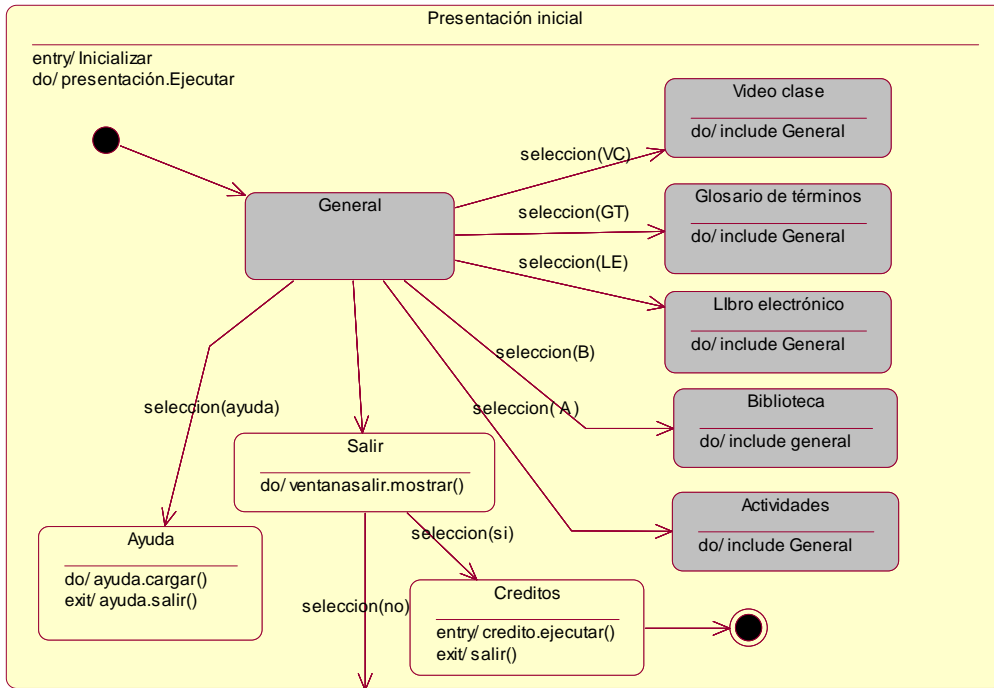 Presentación inicial
entry/ Inicializar
do/ presentación.Ejecutar
Video clase
do/ include General
seleccion(VC)
General
Glosario de términos
do/ include General
seleccion(GT)
seleccion(LE)
LIbro electrónico
do/ include General
seleccion(B)
seleccion(ayuda)
seleccion( A )
Biblioteca
do/ include general
Salir
do/ ventanasalir.mostrar()
Actividades
do/ include General
seleccion(si)
Ayuda
do/ ayuda.cargar()
exit/ ayuda.salir()
seleccion(no)
Creditos
entry/ credito.ejecutar()
exit/ salir()